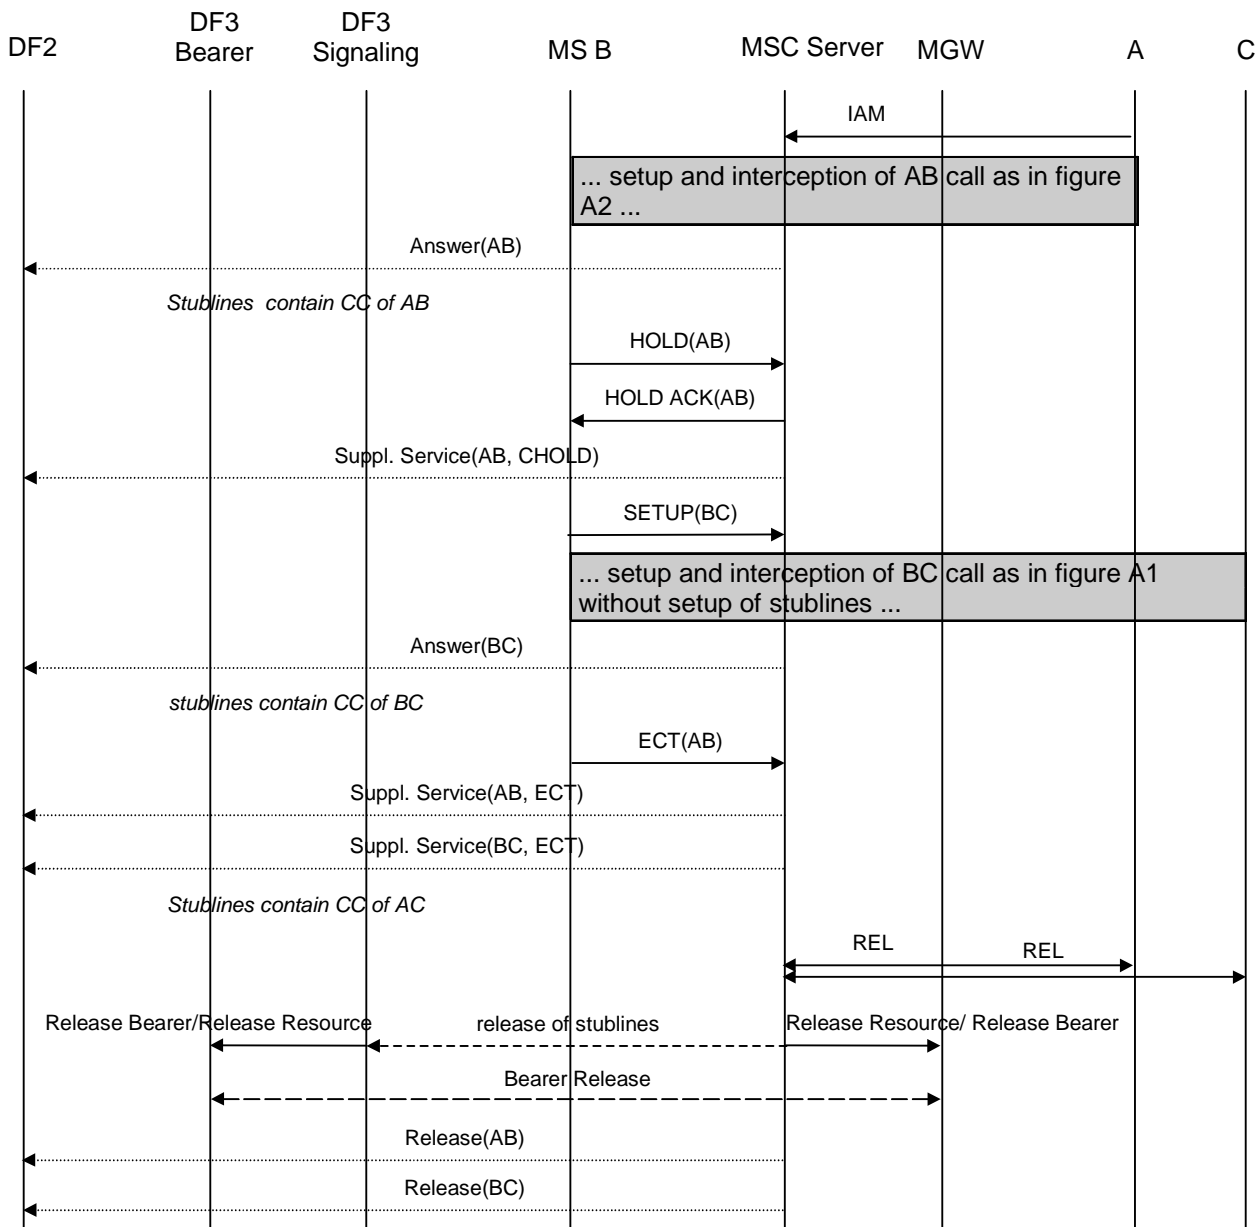 DF2
DF3
Bearer
DF3
Signaling
MS B
MSC Server
MGW
A
C
IAM
... setup and interception of AB call as in figure
A2 ...
Answer(AB)
Stublines contain CC of AB
HOLD(AB)
HOLD ACK(AB)
Suppl. Service(AB, CHOLD)
SETUP(BC)
... setup and interception of BC call as in figure A1
without setup of stublines ...
Answer(BC)
stublines contain CC of BC
ECT(AB)
Suppl. Service(AB, ECT)
Suppl. Service(BC, ECT)
Stublines contain CC of AC
REL
REL
Release Bearer/Release Resource
release of stublines
Release Resource/ Release Bearer
Bearer Release
Release(AB)
Release(BC)